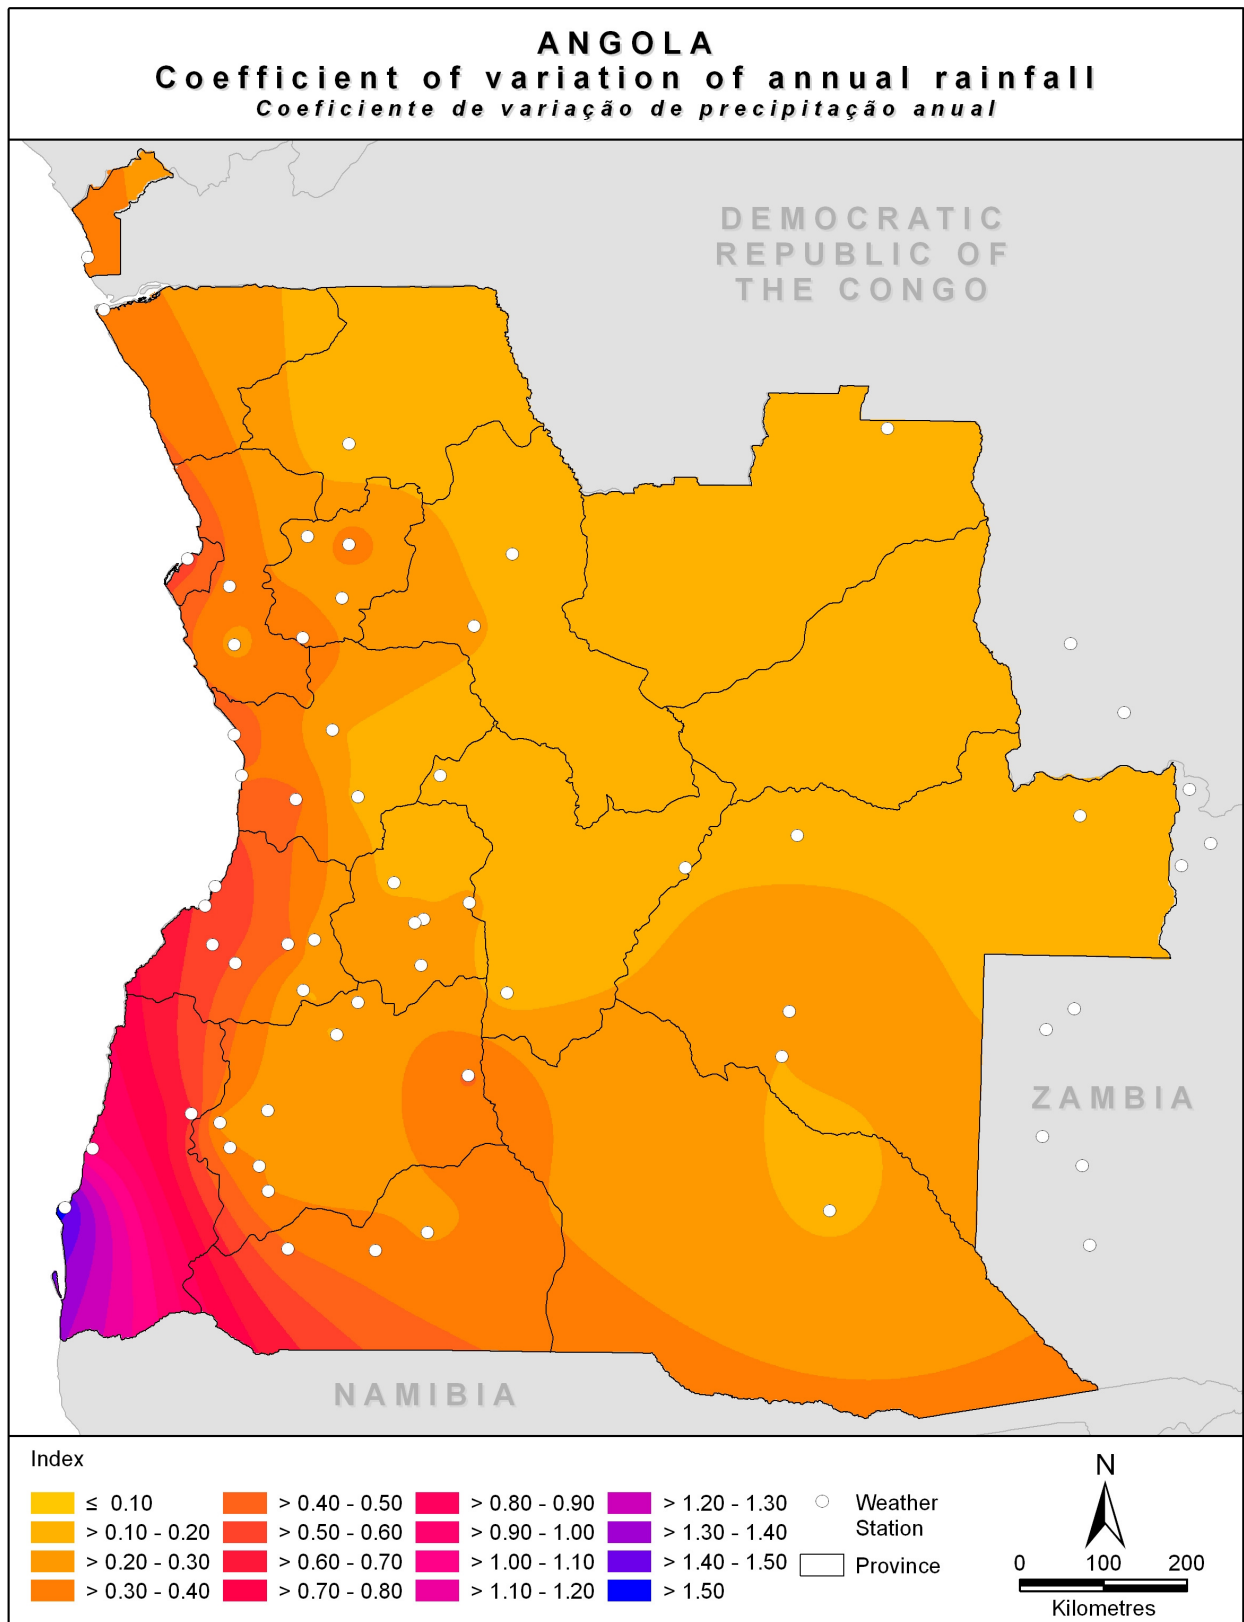 ANGOLA
Coefficient of variation of annual rainfall
Coeficiente de variação de precipitação anual
DEMOCRATIC
REPUBLIC OF
THE CONGO
ZAMBIA
NAMIBIA
Index
≤ 0.10
> 0.10 - 0.20
> 0.20 - 0.30
> 0.30 - 0.40
> 0.40 - 0.50
> 0.50 - 0.60
> 0.60 - 0.70
> 0.70 - 0.80
> 0.80 - 0.90
> 0.90 - 1.00
> 1.00 - 1.10
> 1.10 - 1.20
> 1.20 - 1.30
> 1.30 - 1.40
> 1.40 - 1.50
> 1.50
Weather
Station
Province
N
0 100 200
Kilometres